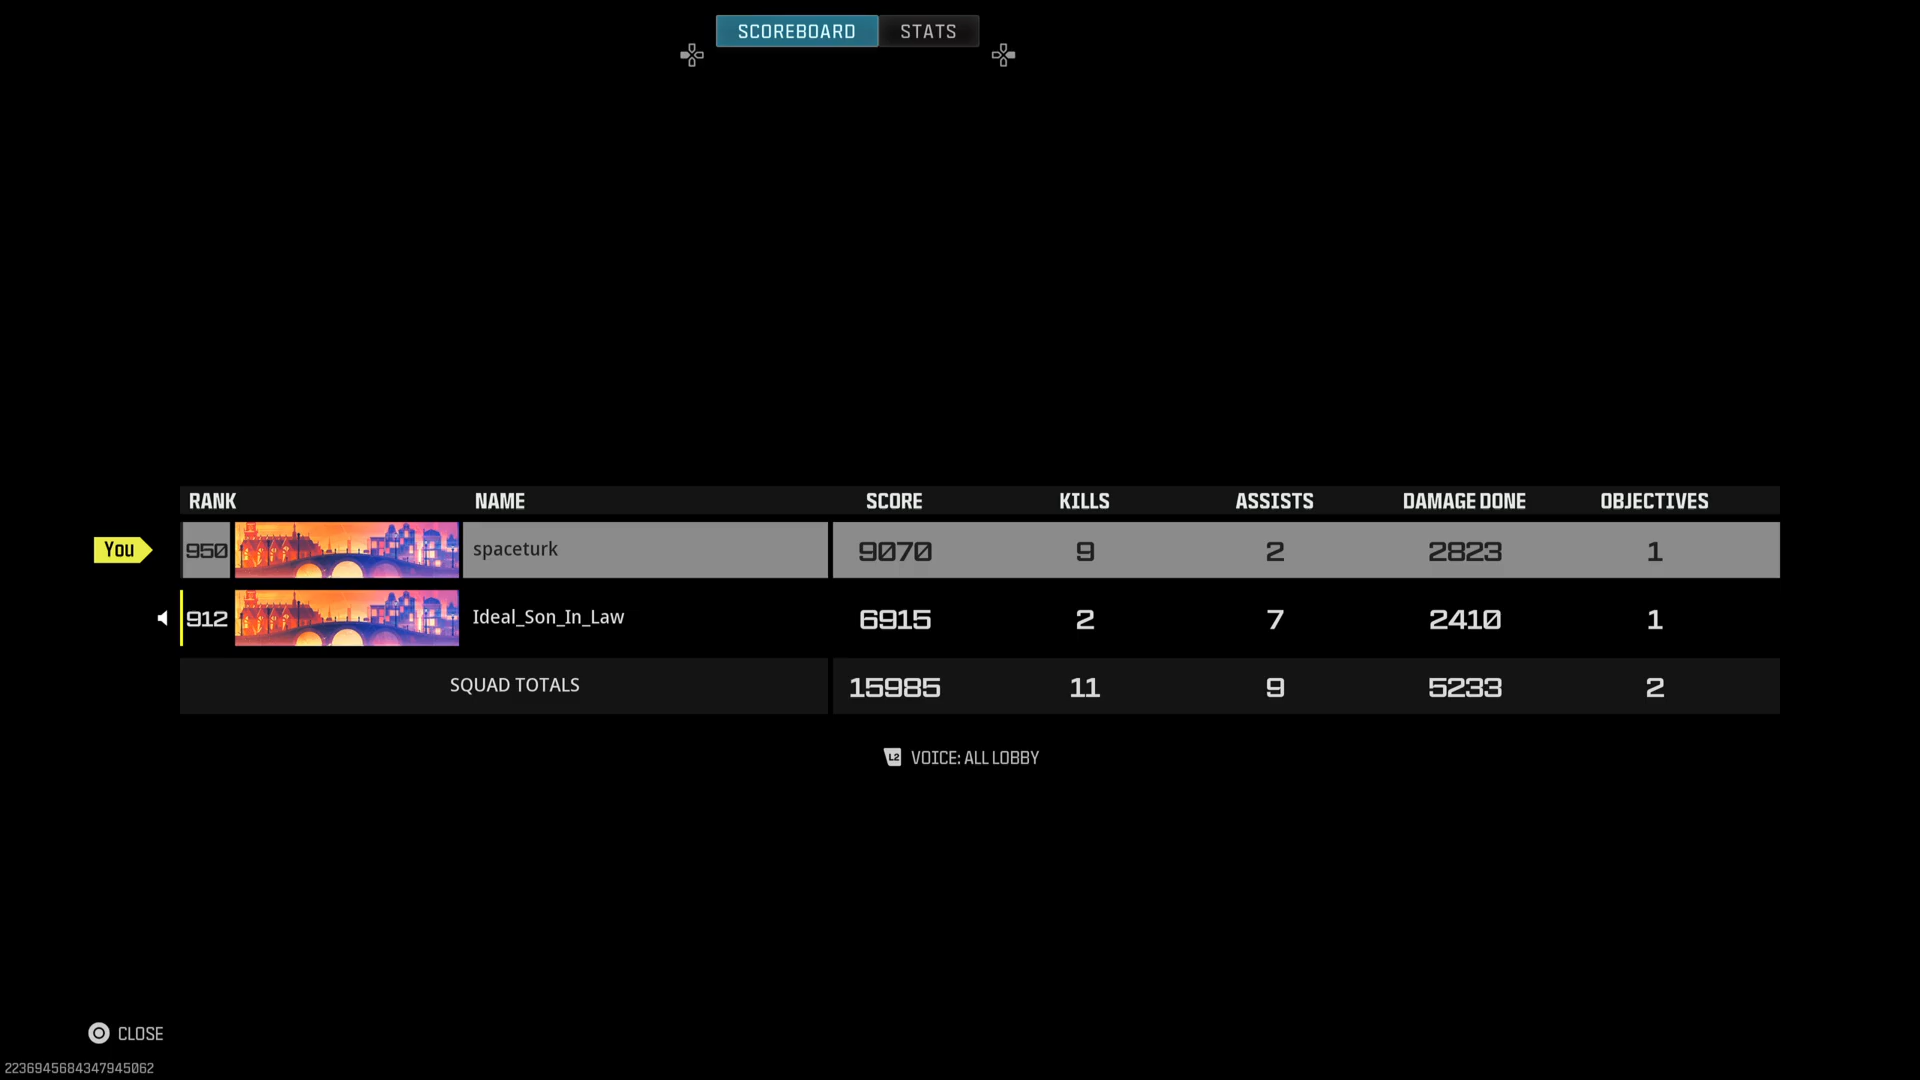 SCOREBOARD STATS
RANK NAME SCORE KILLS ASSISTS DAMAGE DONE OBJECTIVES
You 950 spaceturk 9070 9 2 2823 1
912 Ideal_Son_In_Law 6915 2 7 2410 1
SQUAD TOTALS 15985 11 9 5233 2
L2 VOICE: ALL LOBBY
CLOSE
2236945684347945062